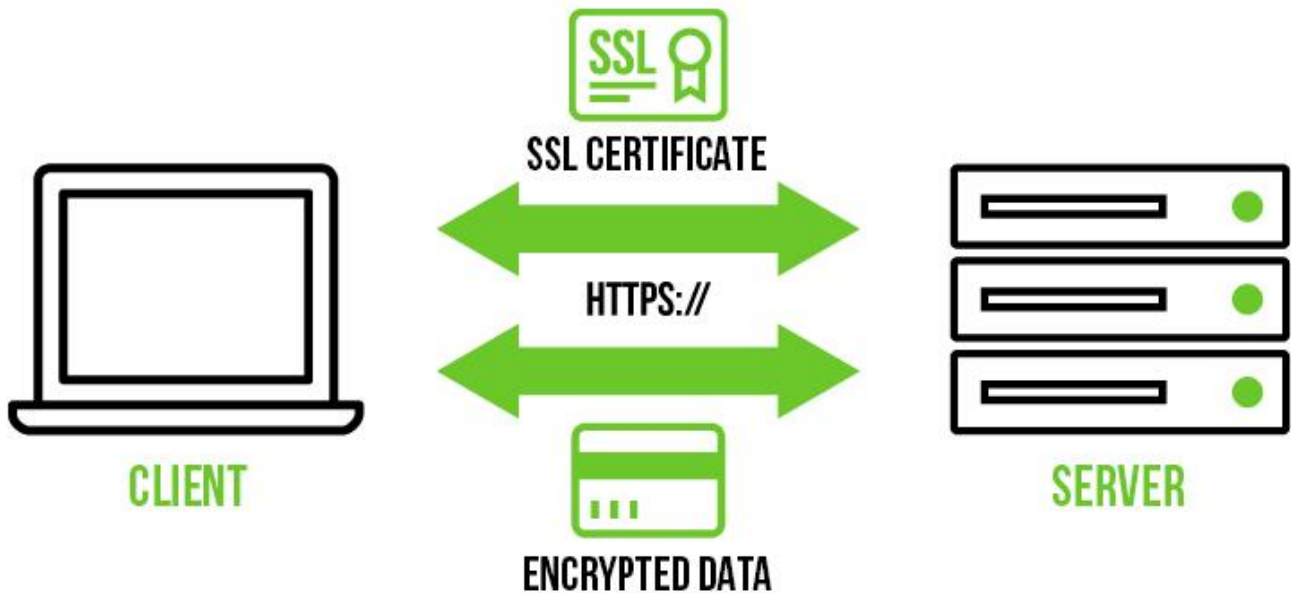 SSL
SSL CERTIFICATE
HTTPS://
CLIENT
SERVER
ENCRYPTED DATA